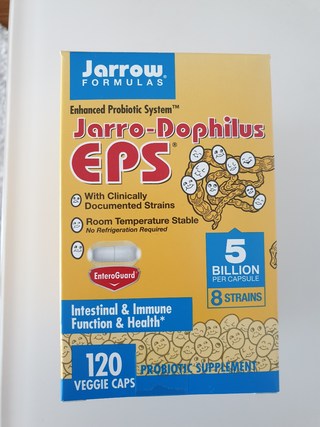 Jarrow
FORMULAS®
Enhanced Probiotic System™
Jarro-Dophilus
EPS®
With Clinically
Documented Strains
Room Temperature Stable
No Refrigeration Required
EnteroGuard
5
BILLION
PER CAPSULE
8 STRAINS
Intestinal & Immune
Function & Health*
120
VEGGIE CAPS
PROBIOTIC SUPPLEMENT